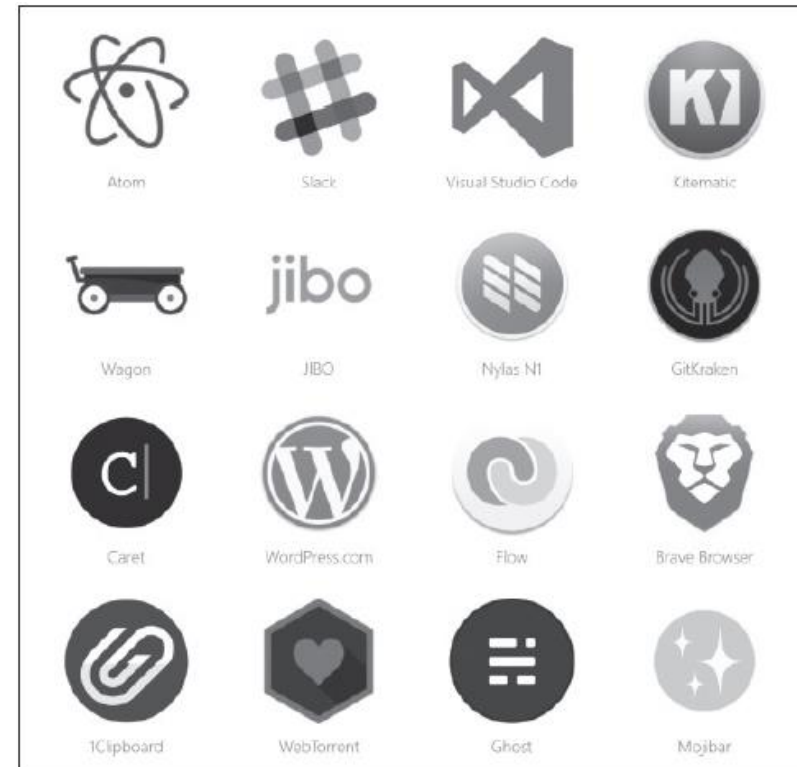 Atom Slack Visual Studio Code Kitematic
jibo
Wagon JIBO Nylas N1 GitKraken
C|
Caret WordPress.com Flow Brave Browser
1Clipboard WebTorrent Ghost Mojibar